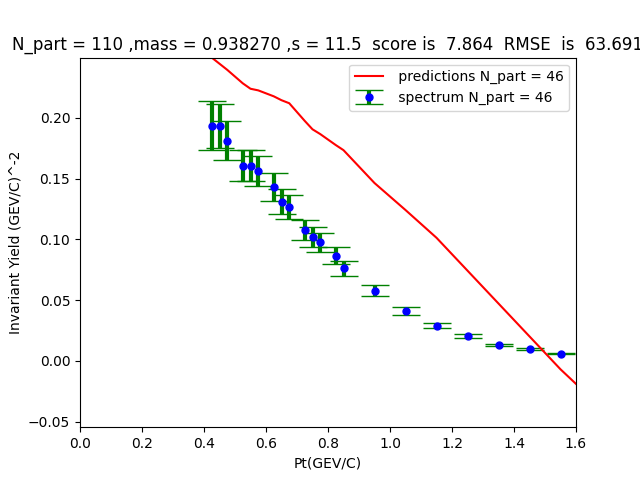 N_part = 110 ,mass = 0.938270 ,s = 11.5  score is  7.864  RMSE  is  63.691
predictions N_part = 46
spectrum N_part = 46
Invariant Yield (GEV/C)^-2
0.20
0.15
0.10
0.05
0.00
−0.05
0.0 0.2 0.4 0.6 0.8 1.0 1.2 1.4 1.6
Pt(GEV/C)